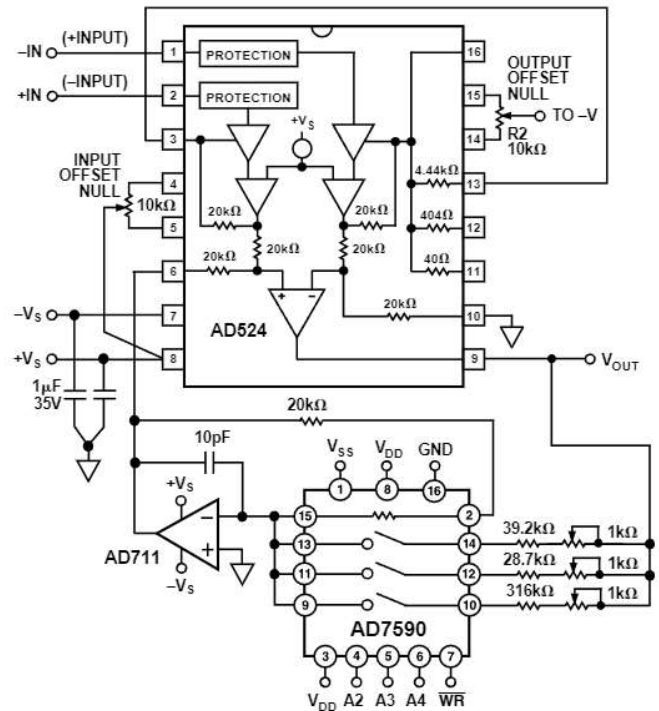 –IN (+INPUT)
+IN (–INPUT)
1 PROTECTION 16
2 PROTECTION 15
OUTPUT
OFFSET
NULL
TO –V
R2
10kΩ
3 14
+VS
INPUT
OFFSET
NULL
10kΩ
4 4.44kΩ 13
5 20kΩ 20kΩ 404Ω 12
20kΩ 20kΩ
6 20kΩ 40Ω 11
–VS 7 + – 20kΩ 10
AD524
+VS 8 9 VOUT
1µF
35V
20kΩ
10pF
VSS VDD GND
1 8 16
+VS
15 2
–
+
AD711
–VS
13 14 39.2kΩ 1kΩ
11 12 28.7kΩ 1kΩ
9 10 316kΩ 1kΩ
AD7590
3 4 5 6 7
VDD A2 A3 A4 WR